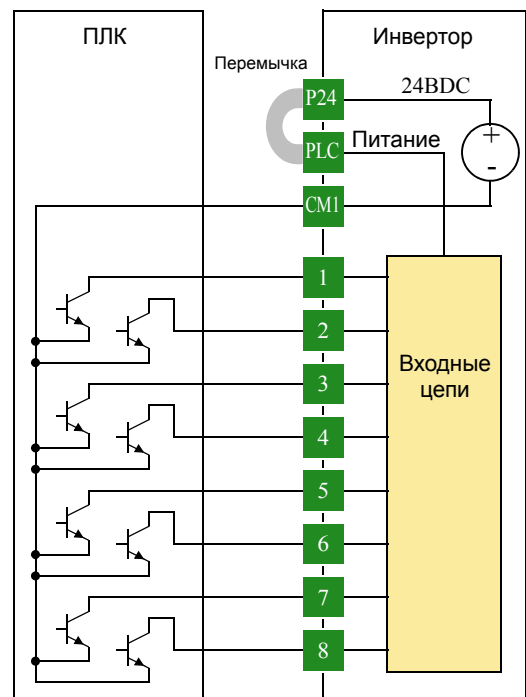 ПЛК
Инвертор
Перемычка
P24
24BDC
+
PLC
Питание
-
CM1
1
2
3
Входные
цепи
4
5
6
7
8